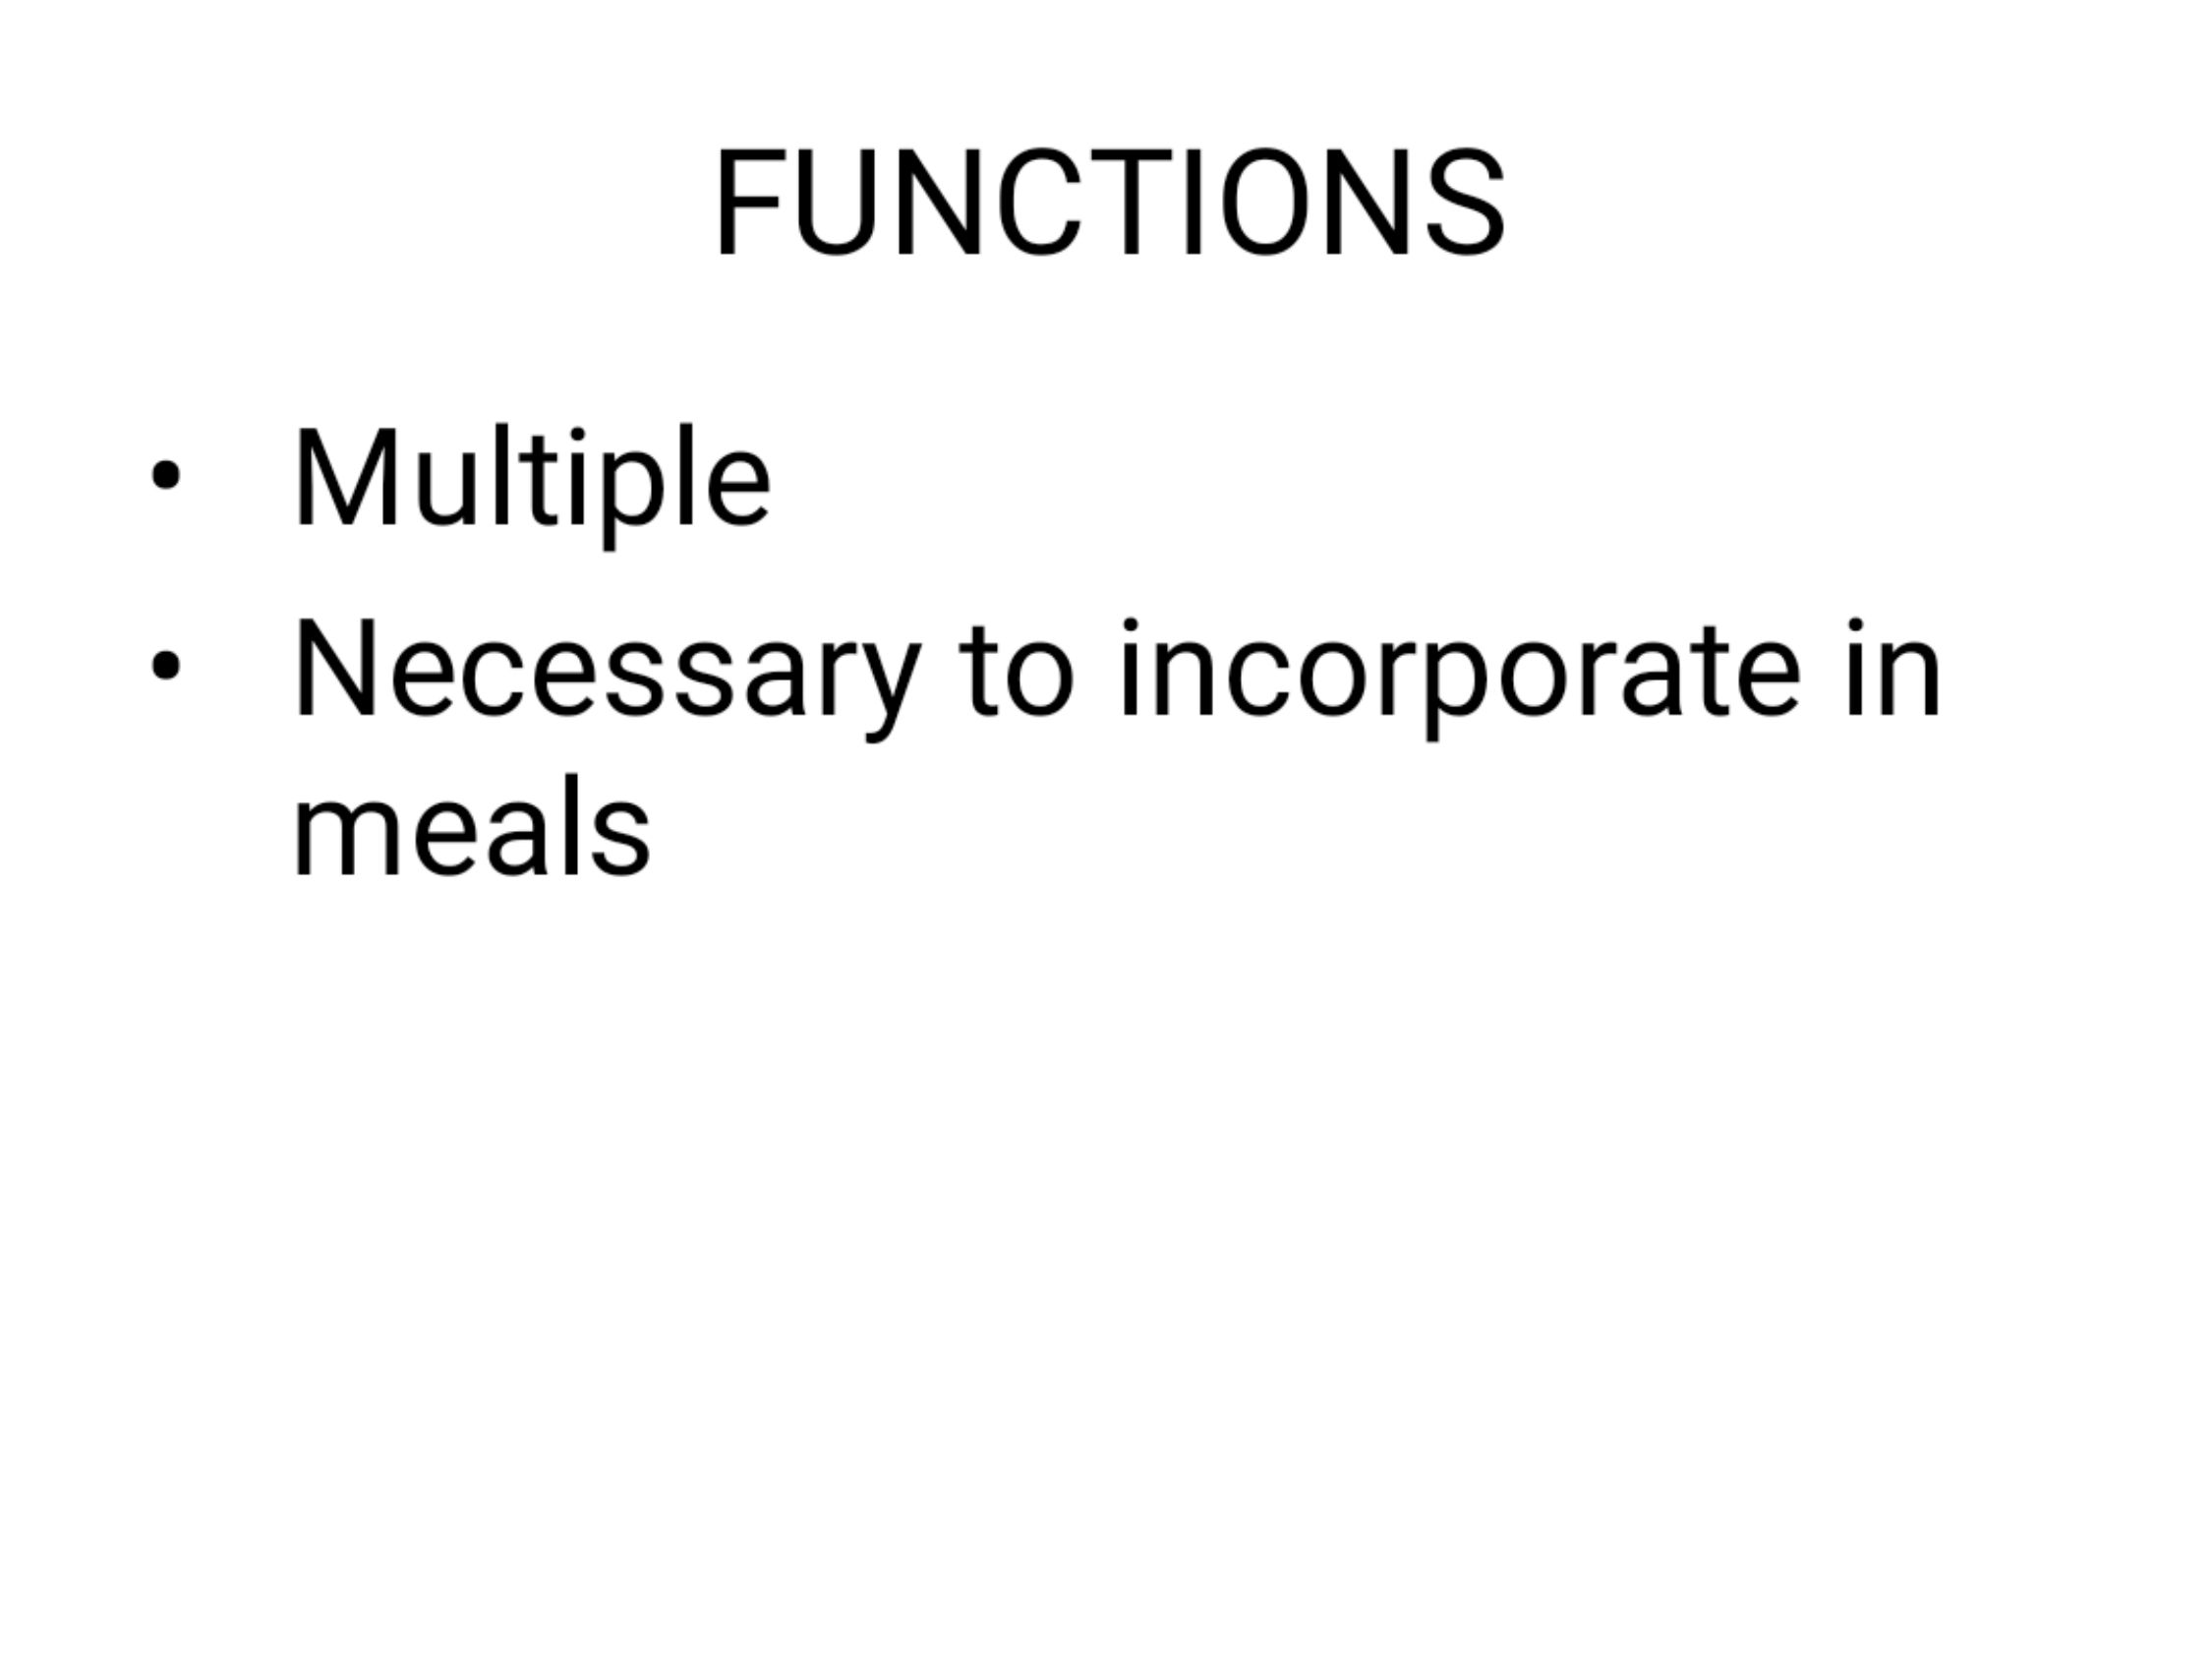 FUNCTIONS
• Multiple
• Necessary to incorporate in
meals